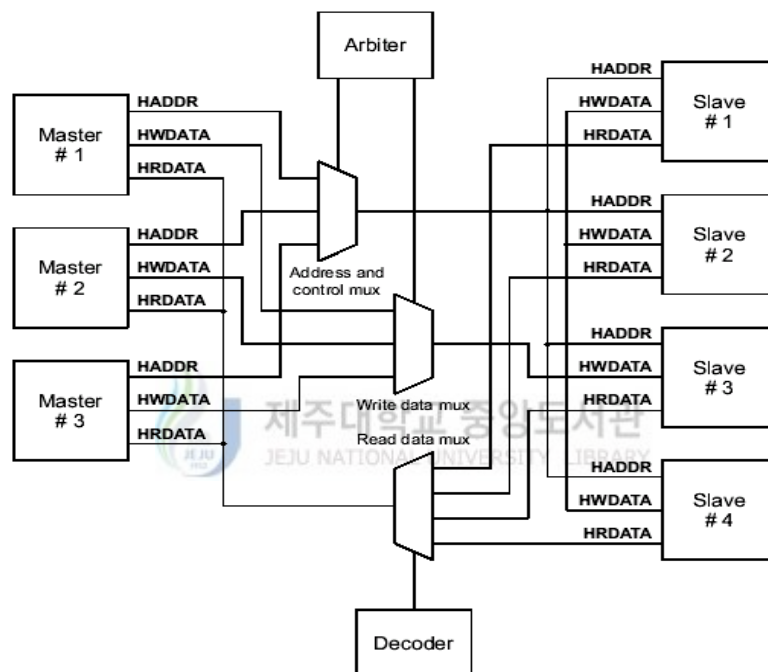 Arbiter
Master
# 1
HADDR
HWDATA
HRDATA
Master
# 2
HADDR
HWDATA
HRDATA
Master
# 3
HADDR
HWDATA
HRDATA
Address and
control mux
Write data mux
Read data mux
제주대학교 중앙도서관
JEJU NATIONAL UNIVERSITY LIBRARY
JEJU
1952
HADDR
HWDATA
HRDATA
Slave
# 1
HADDR
HWDATA
HRDATA
Slave
# 2
HADDR
HWDATA
HRDATA
Slave
# 3
HADDR
HWDATA
HRDATA
Slave
# 4
Decoder